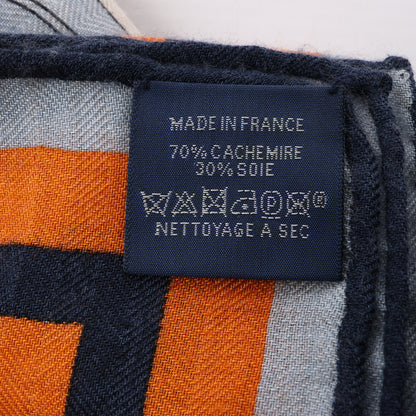 MADE IN FRANCE
70% CACHEMIRE
30% SOIE
P ®
NETTOYAGE A SEC